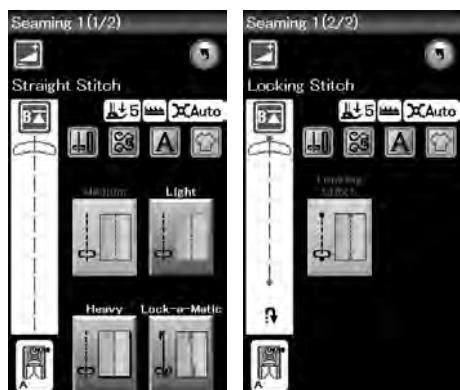 Seaming 1(1/2)
Straight Stitch
B
5
Auto
A
Medium
Light
Heavy
Lock-a-Matic
A
Seaming 1(2/2)
Locking Stitch
B
5
Auto
A
Locking
Stitch
A